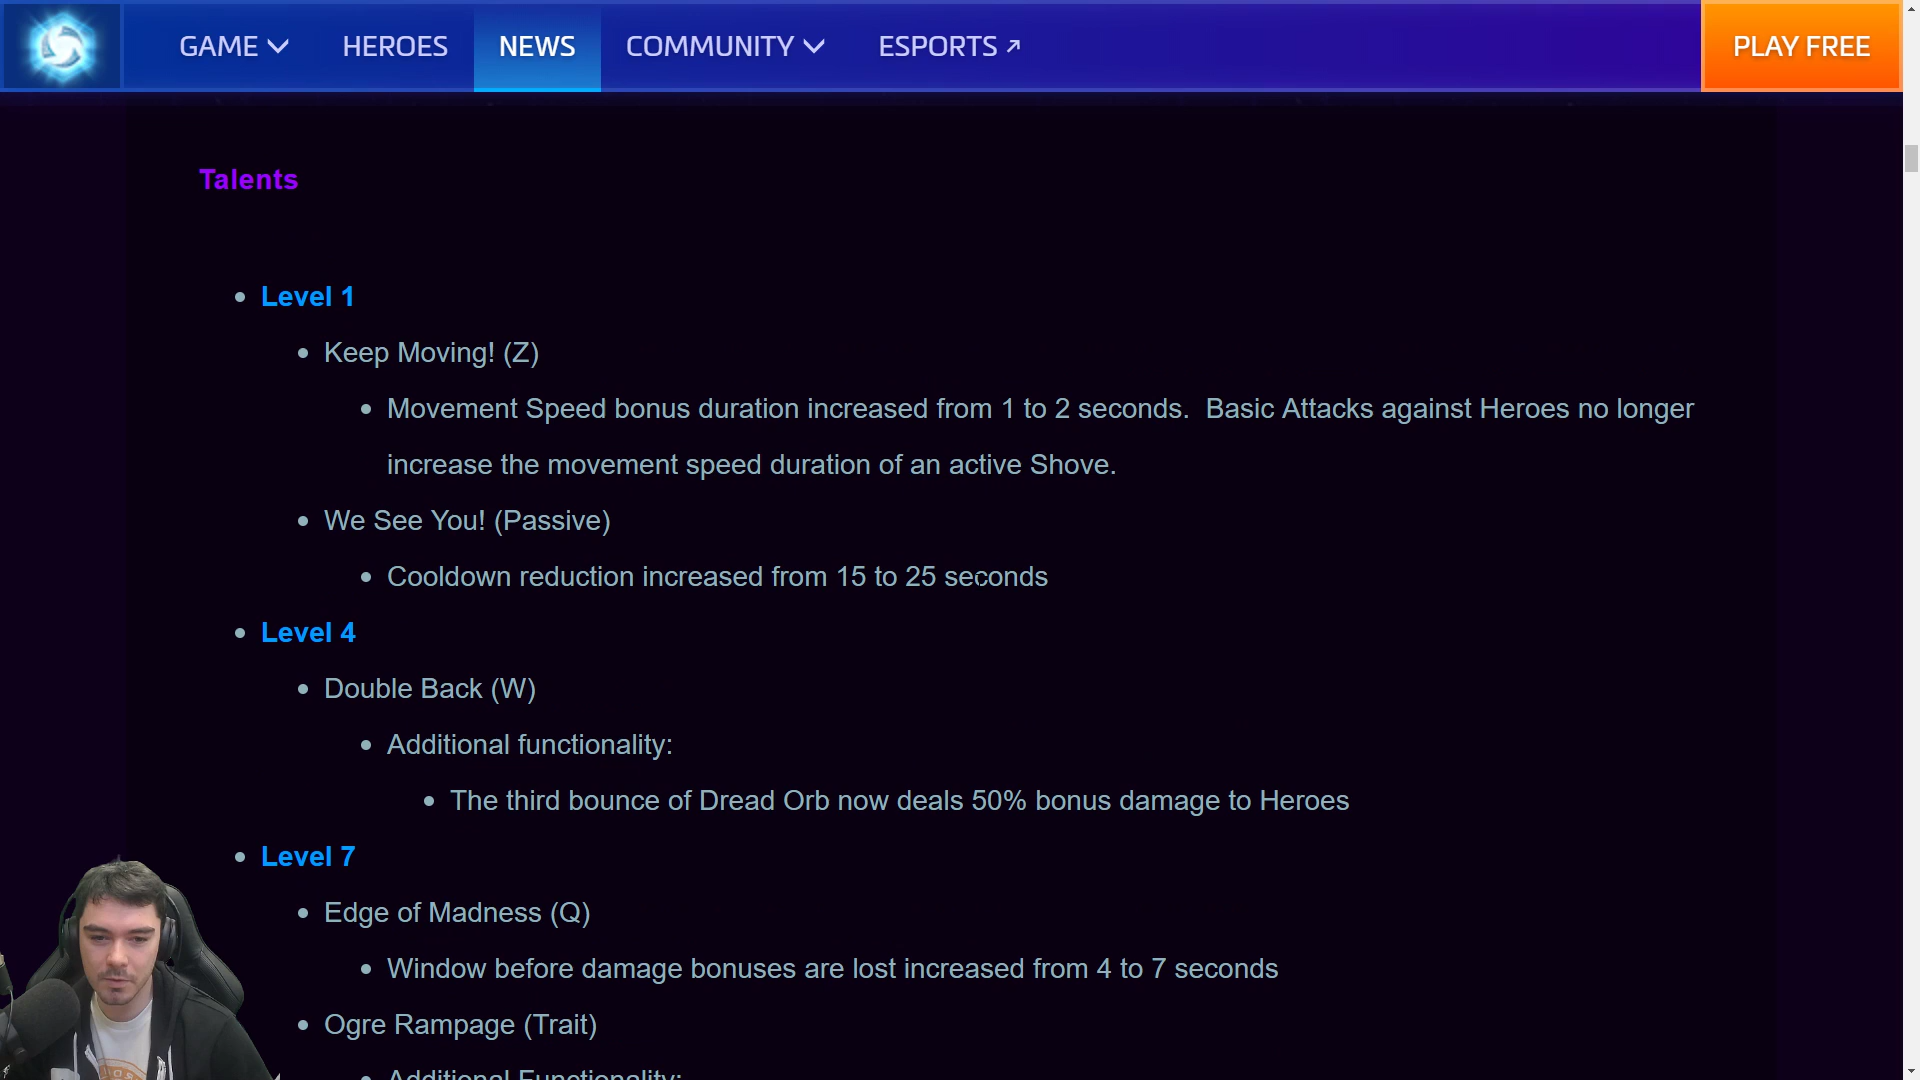 GAME HEROES NEWS COMMUNITY ESPORTS PLAY FREE
Talents
Level 1
Keep Moving! (Z)
Movement Speed bonus duration increased from 1 to 2 seconds. Basic Attacks against Heroes no longer
increase the movement speed duration of an active Shove.
We See You! (Passive)
Cooldown reduction increased from 15 to 25 seconds
Level 4
Double Back (W)
Additional functionality:
The third bounce of Dread Orb now deals 50% bonus damage to Heroes
Level 7
Edge of Madness (Q)
Window before damage bonuses are lost increased from 4 to 7 seconds
Ogre Rampage (Trait)
Additional Functionality: